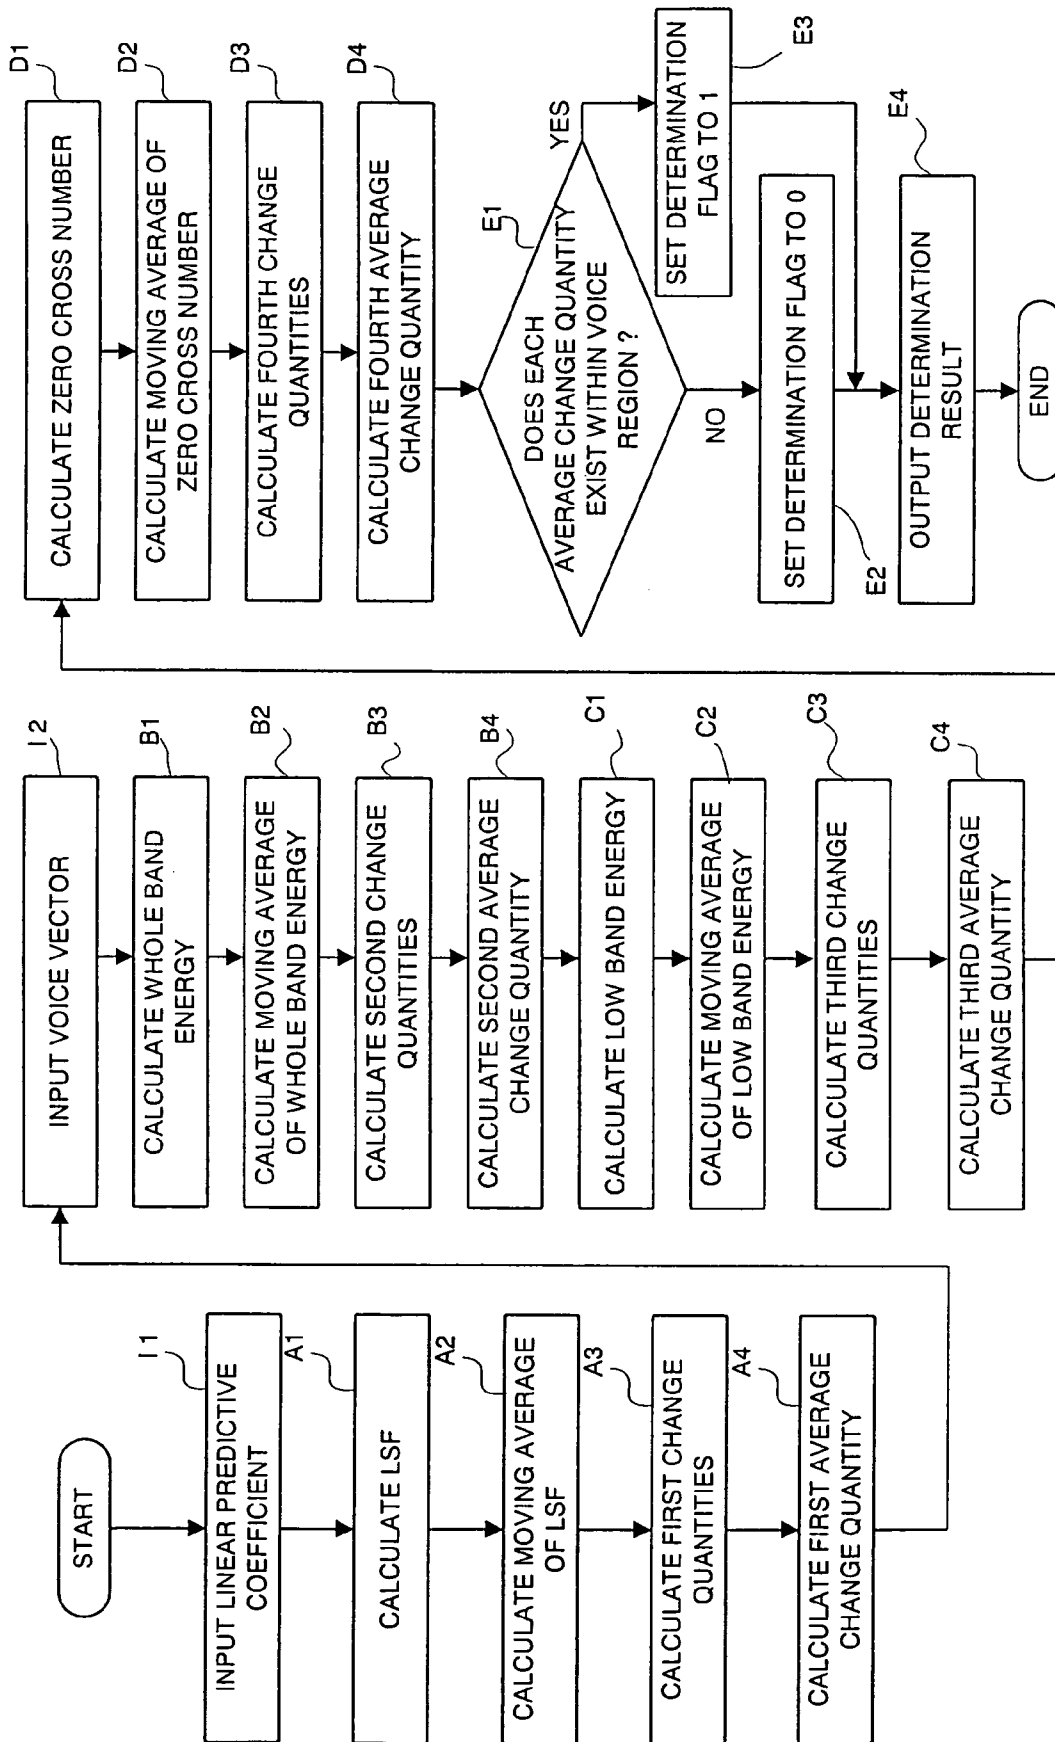 START
I1
INPUT LINEAR PREDICTIVE
COEFFICIENT
A1
CALCULATE LSF
A2
CALCULATE MOVING AVERAGE
OF LSF
A3
CALCULATE FIRST CHANGE
QUANTITIES
A4
CALCULATE FIRST AVERAGE
CHANGE QUANTITY
I2
INPUT VOICE VECTOR
B1
CALCULATE WHOLE BAND
ENERGY
B2
CALCULATE MOVING AVERAGE
OF WHOLE BAND ENERGY
B3
CALCULATE SECOND CHANGE
QUANTITIES
B4
CALCULATE SECOND AVERAGE
CHANGE QUANTITY
C1
CALCULATE LOW BAND ENERGY
C2
CALCULATE MOVING AVERAGE
OF LOW BAND ENERGY
C3
CALCULATE THIRD CHANGE
QUANTITIES
C4
CALCULATE THIRD AVERAGE
CHANGE QUANTITY
D1
CALCULATE ZERO CROSS NUMBER
D2
CALCULATE MOVING AVERAGE OF
ZERO CROSS NUMBER
D3
CALCULATE FOURTH CHANGE
QUANTITIES
D4
CALCULATE FOURTH AVERAGE
CHANGE QUANTITY
E1
DOES EACH
AVERAGE CHANGE QUANTITY
EXIST WITHIN VOICE
REGION ?
YES
NO
E3
SET DETERMINATION
FLAG TO 1
SET DETERMINATION FLAG TO 0
E2
E4
OUTPUT DETERMINATION
RESULT
END